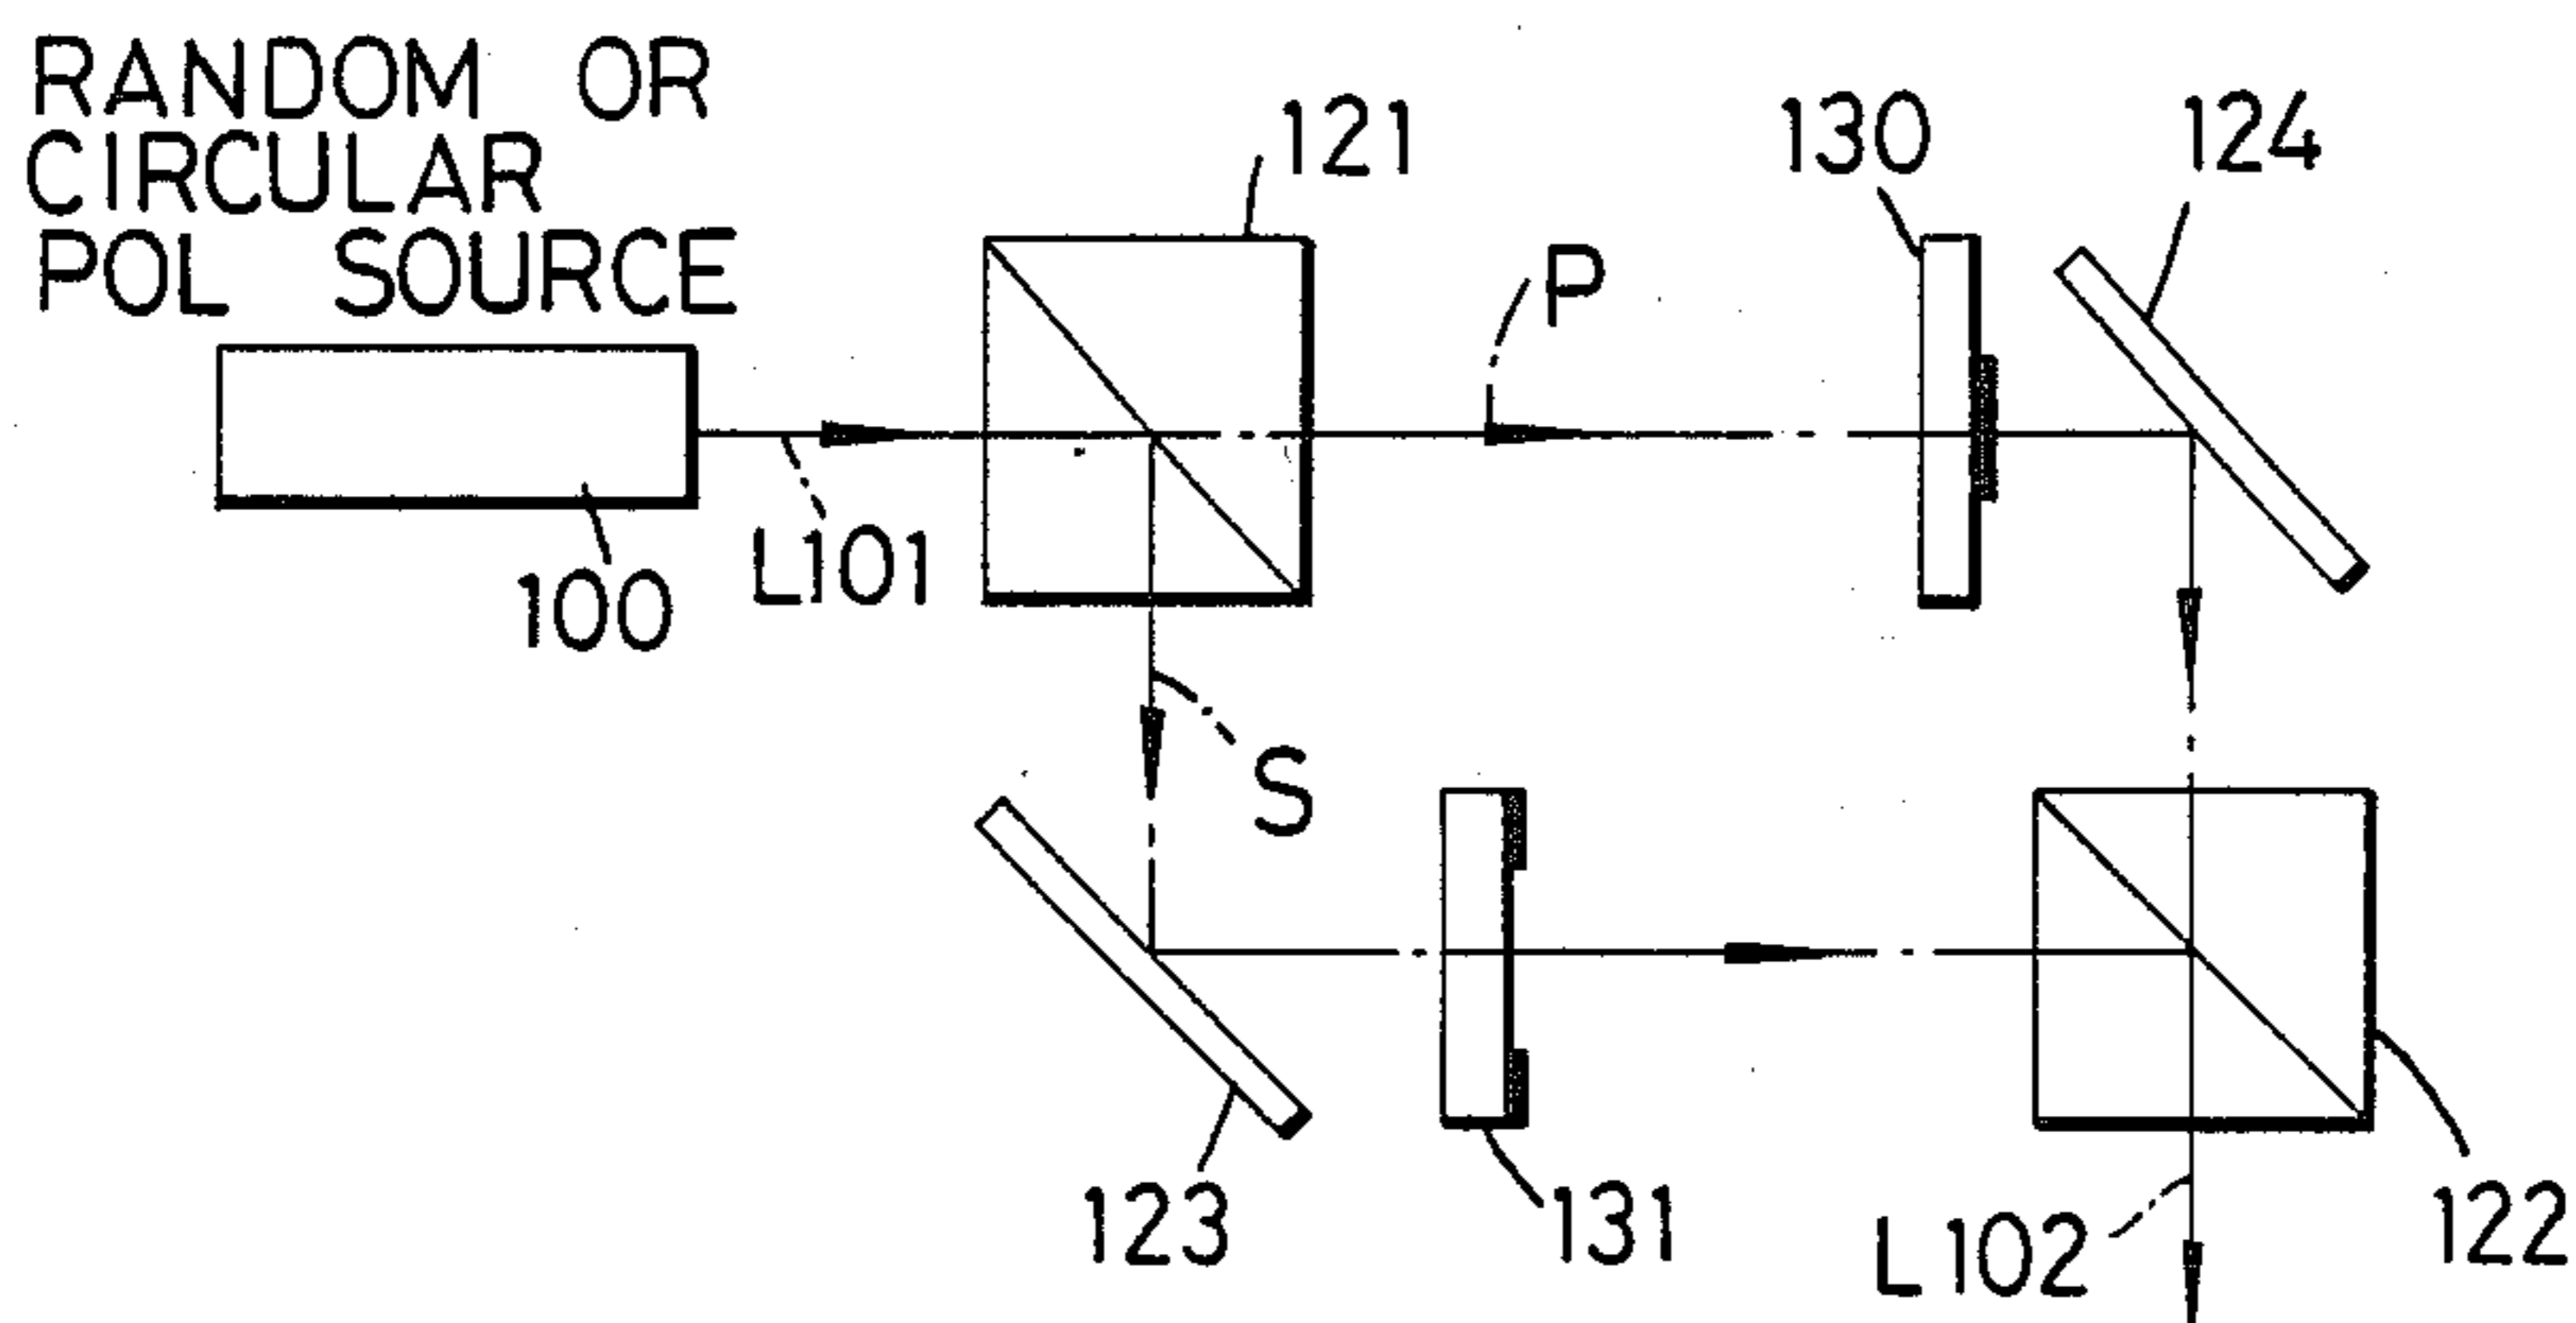 RANDOM OR
CIRCULAR
POL SOURCE
121
130
124
P
L101
100
S
123
131
L102
122